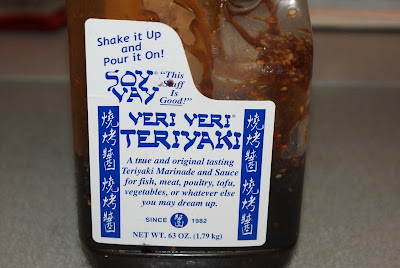 Shake it Up
and
Pour it On!
SOY VAY® "This
Stuff
Is
Good!"
VERI VERI®
TERIYAKI
燒烤醬燒烤醬
燒烤醬燒烤醬
A true and original tasting
Teriyaki Marinade and Sauce
for fish, meat, poultry, tofu,
vegetables, or whatever else
you may dream up.
SINCE 1982
NET WT. 63 OZ. (1.79 kg)